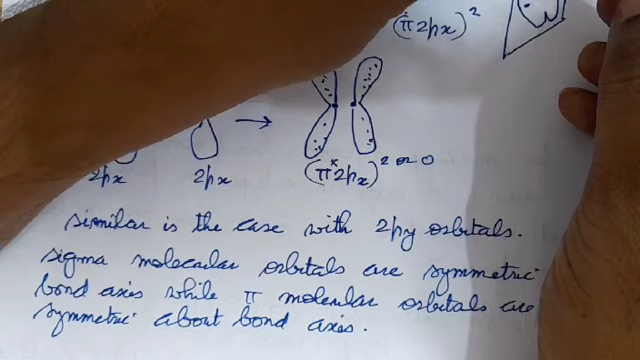 (π2px)²
2px 2px (π*2px)² or 0
similar is the case with 2py orbitals.
sigma molecular orbitals are symmetric
bond axis while π molecular orbitals are
symmetric about bond axis.